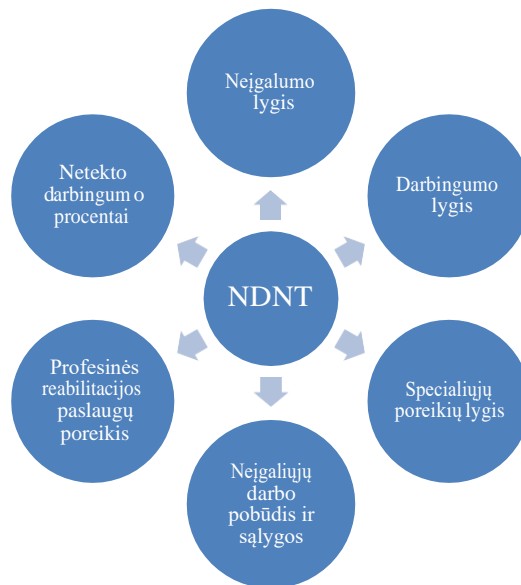 Neįgalumo
lygis
Darbingumo
lygis
Specialiųjų
poreikių lygis
Neįgaliųjų
darbo
pobūdis ir
sąlygos
Profesinės
reabilitacijos
paslaugų
poreikis
Netekto
darbingum o
procentai
NDNT